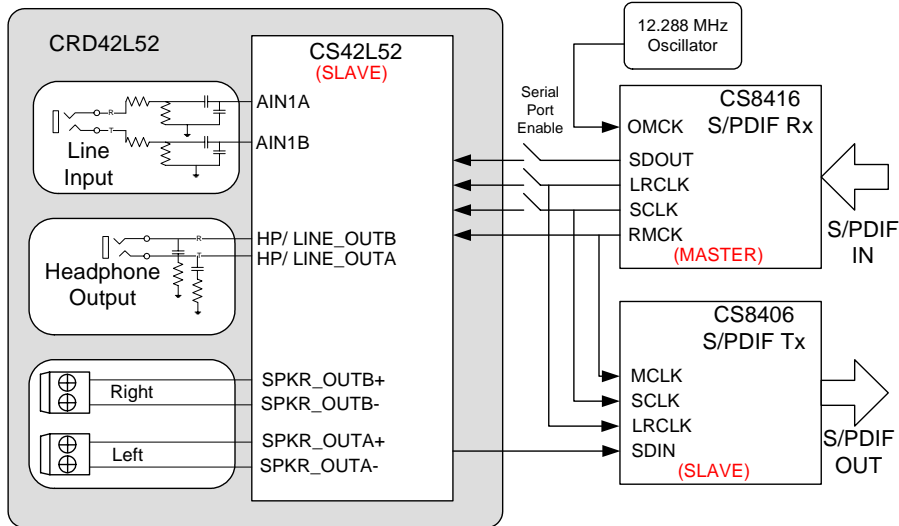 CRD42L52
CS42L52
(SLAVE)
12.288 MHz
Oscillator
R
T
Line
Input
AIN1A
AIN1B
Serial
Port
Enable
CS8416
S/PDIF Rx
OMCK
SDOUT
LRCLK
SCLK
RMCK
(MASTER)
S/PDIF
IN
R
T
Headphone
Output
HP/ LINE_OUTB
HP/ LINE_OUTA
CS8406
S/PDIF Tx
MCLK
SCLK
LRCLK
SDIN
(SLAVE)
S/PDIF
OUT
Right
Left
SPKR_OUTB+
SPKR_OUTB-
SPKR_OUTA+
SPKR_OUTA-